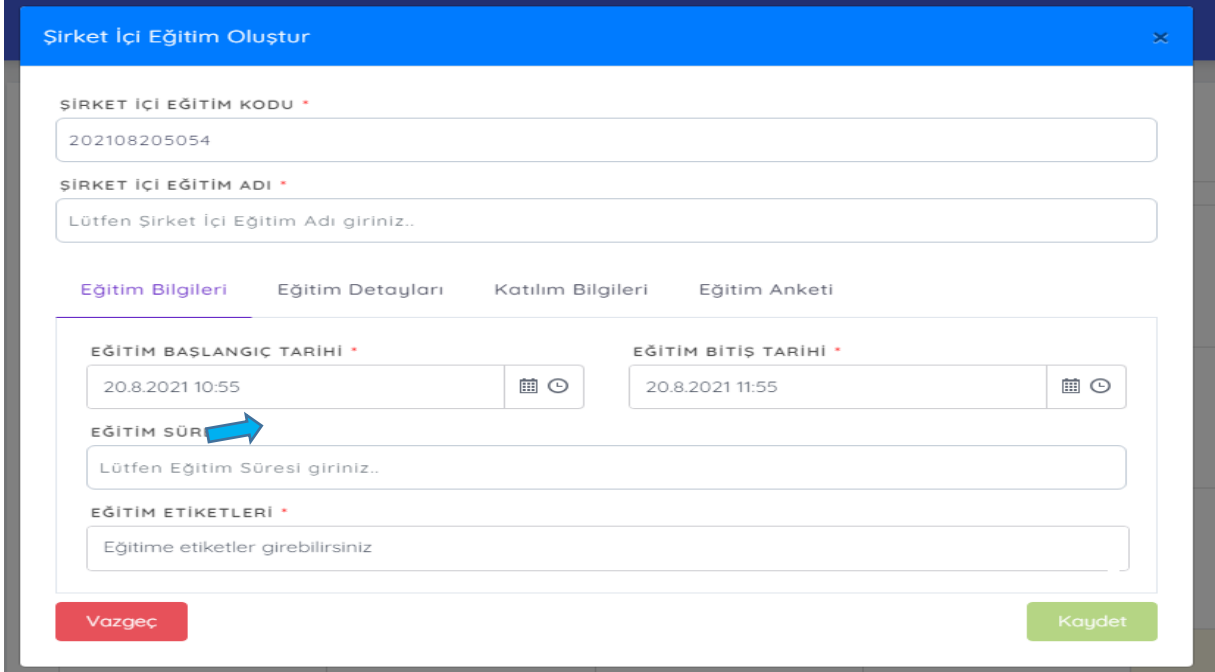 Şirket İçi Eğitim Oluştur
ŞİRKET İÇİ EĞİTİM KODU *
202108205054
ŞİRKET İÇİ EĞİTİM ADI *
Lütfen Şirket İçi Eğitim Adı giriniz..
Eğitim Bilgileri Eğitim Detayları Katılım Bilgileri Eğitim Anketi
EĞİTİM BAŞLANGIÇ TARİHİ * EĞİTİM BİTİŞ TARİHİ *
20.8.2021 10:55 20.8.2021 11:55
EĞİTİM
Lütfen Eğitim Süresi giriniz..
EĞİTİM ETİKETLERİ *
Eğitime etiketler girebilirsiniz
Vazgeç Kaydet